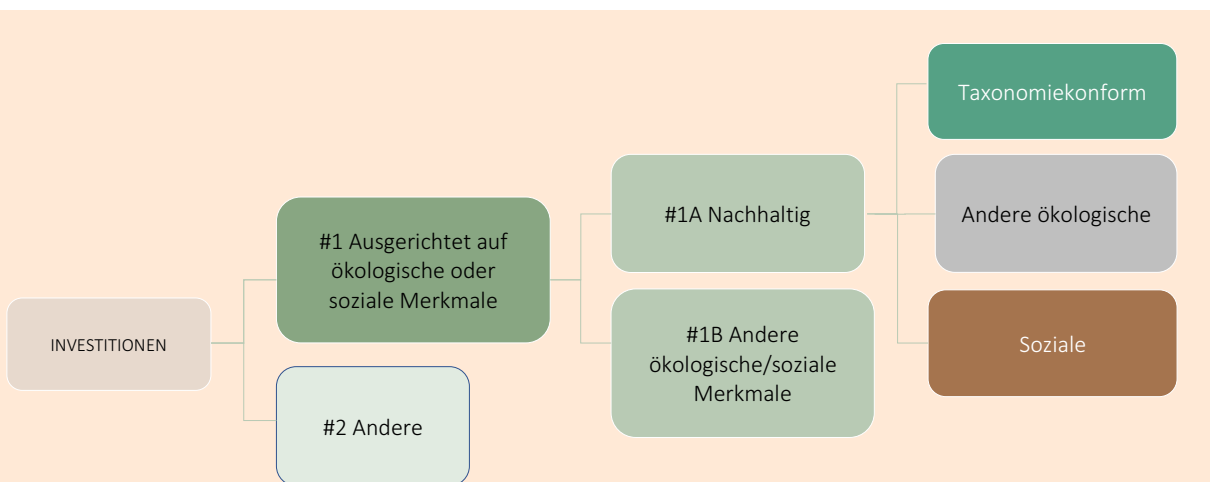 INVESTITIONEN
#1 Ausgerichtet auf
ökologische oder
soziale Merkmale
#2 Andere
#1A Nachhaltig
#1B Andere
ökologische/soziale
Merkmale
Taxonomiekonform
Andere ökologische
Soziale